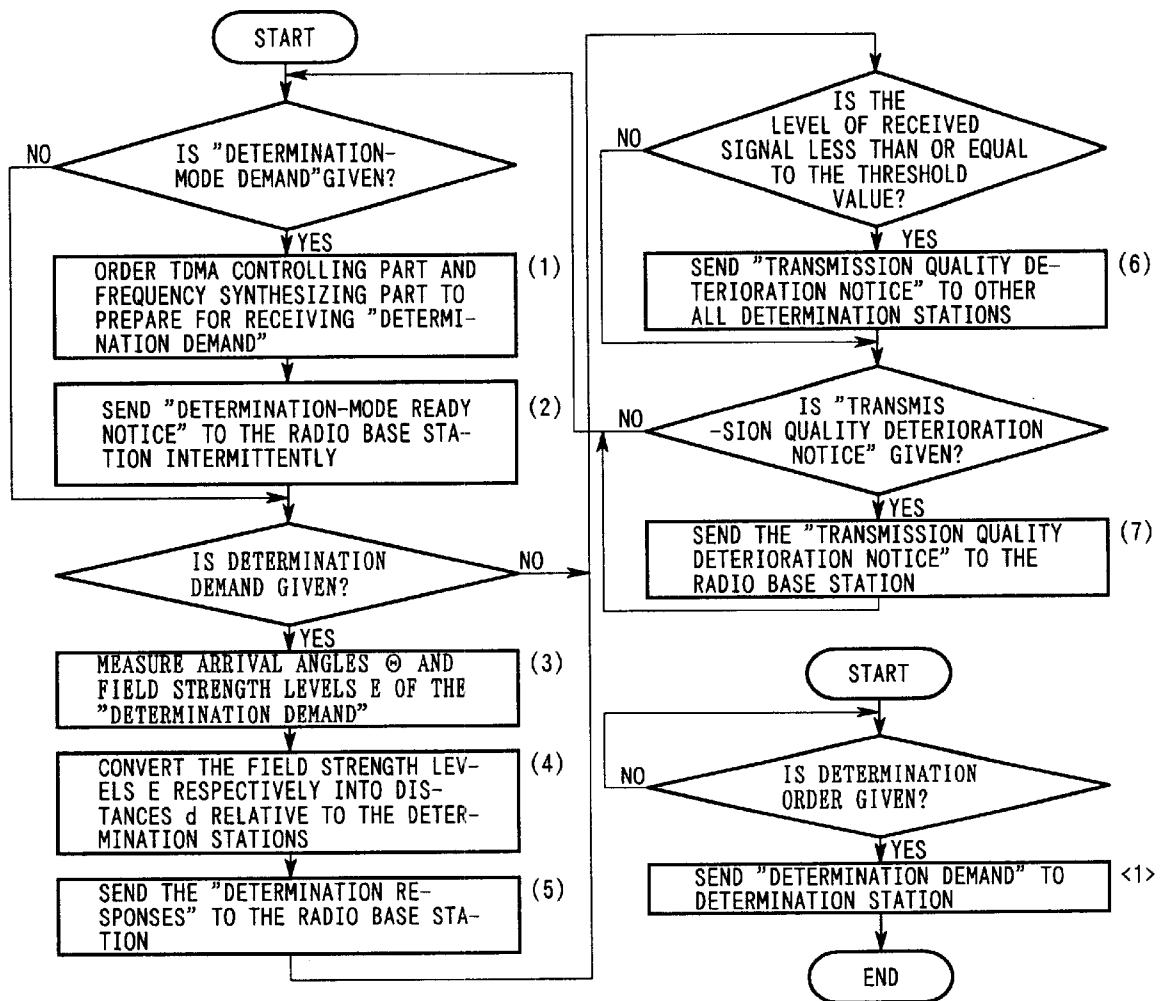 START
IS "DETERMINATION-
MODE DEMAND"GIVEN?
NO
YES
ORDER TDMA CONTROLLING PART AND
FREQUENCY SYNTHESIZING PART TO
PREPARE FOR RECEIVING "DETERMI-
NATION DEMAND"
(1)
SEND "DETERMINATION-MODE READY
NOTICE" TO THE RADIO BASE STA-
TION INTERMITTENTLY
(2)
IS DETERMINATION
DEMAND GIVEN?
NO
YES
MEASURE ARRIVAL ANGLES Θ AND
FIELD STRENGTH LEVELS E OF THE
"DETERMINATION DEMAND"
(3)
CONVERT THE FIELD STRENGTH LEV-
ELS E RESPECTIVELY INTO DIS-
TANCES d RELATIVE TO THE DETER-
MINATION STATIONS
(4)
SEND THE "DETERMINATION RE-
SPONSES" TO THE RADIO BASE STA-
TION
(5)
IS THE
LEVEL OF RECEIVED
SIGNAL LESS THAN OR EQUAL
TO THE THRESHOLD
VALUE?
NO
YES
SEND "TRANSMISSION QUALITY DE-
TERIORATION NOTICE" TO OTHER
ALL DETERMINATION STATIONS
(6)
IS "TRANSMIS
-SION QUALITY DETERIORATION
NOTICE" GIVEN?
NO
YES
SEND THE "TRANSMISSION QUALITY
DETERIORATION NOTICE" TO THE
RADIO BASE STATION
(7)
START
IS DETERMINATION
ORDER GIVEN?
NO
YES
SEND "DETERMINATION DEMAND" TO
DETERMINATION STATION
<1>
END